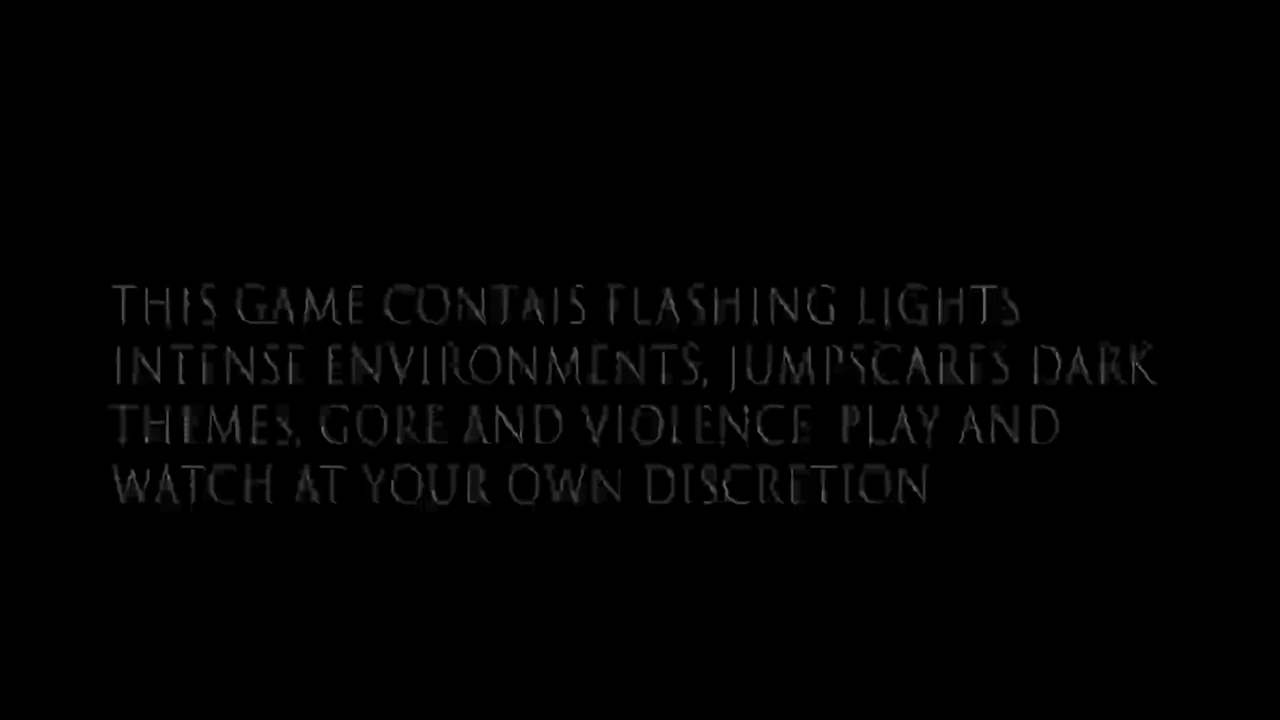 THIS GAME CONTAIS FLASHING LIGHTS
INTENSE ENVIRONMENTS, JUMPSCARES DARK
THEMES, GORE AND VIOLENCE PLAY AND
WATCH AT YOUR OWN DISCRETION